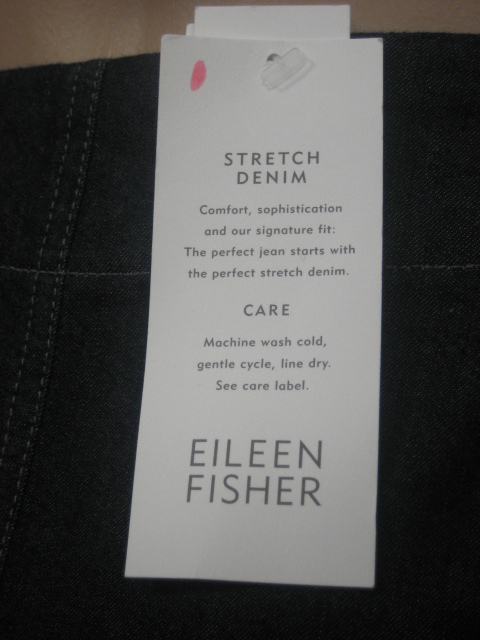 STRETCH
DENIM
Comfort, sophistication
and our signature fit:
The perfect jean starts with
the perfect stretch denim.
CARE
Machine wash cold,
gentle cycle, line dry.
See care label.
EILEEN
FISHER